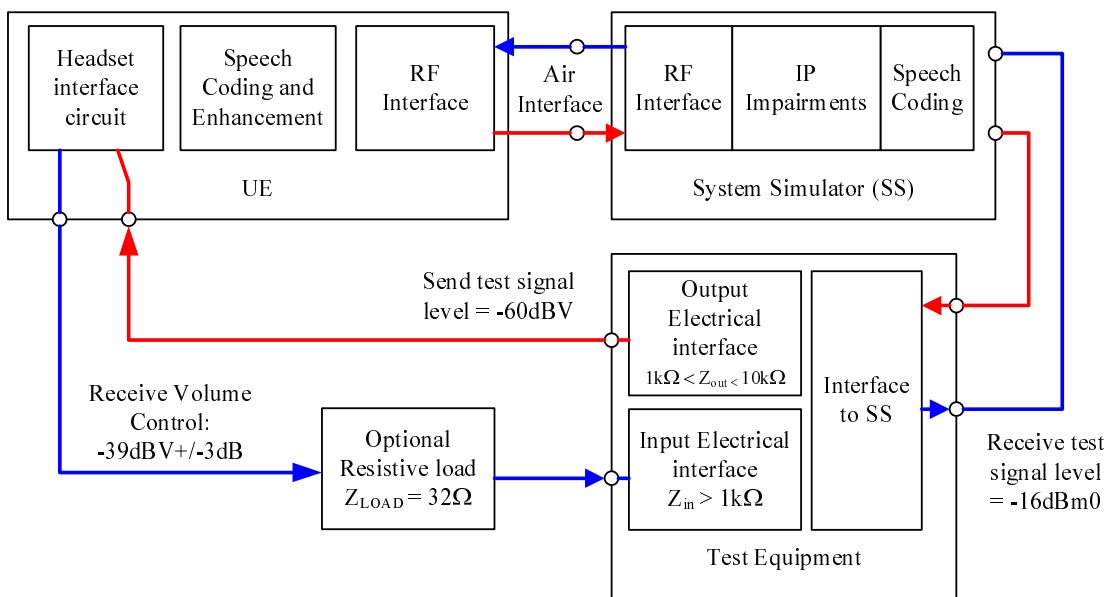 Headset
interface
circuit
Speech
Coding and
Enhancement
RF
Interface
UE
Air
Interface
RF
Interface
IP
Impairments
Speech
Coding
System Simulator (SS)
Send test signal
level = -60dBV
Output
Electrical
interface
1kΩ < Zout < 10kΩ
Interface
to SS
Receive Volume
Control:
-39dBV+/-3dB
Optional
Resistive load
ZLOAD = 32Ω
Input Electrical
interface
Zin > 1kΩ
Receive test
signal level
= -16dBm0
Test Equipment